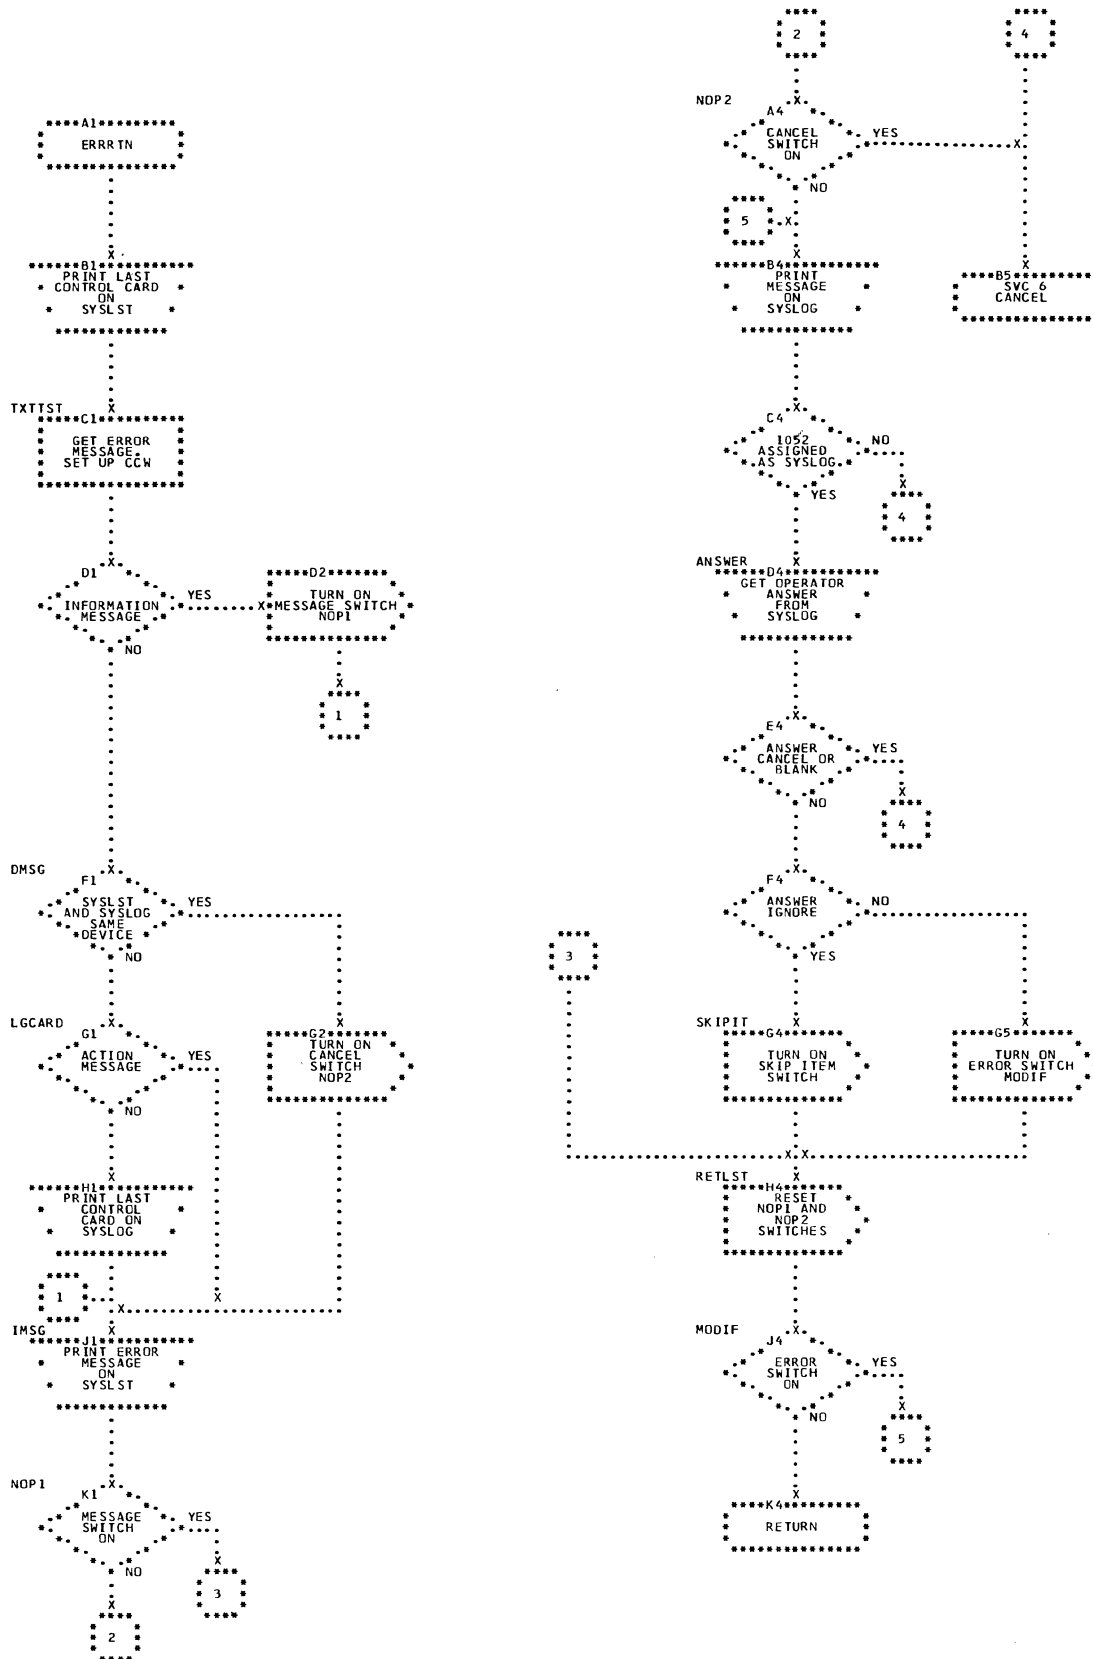 A1
ERRRTN
B1
PRINT LAST
CONTROL CARD
ON
SYSLST
TXTTST
C1
GET ERROR
MESSAGE.
SET UP CCW
D1
INFORMATION
MESSAGE
YES
NO
D2
TURN ON
MESSAGE SWITCH
NOP1
1
DMSG
F1
SYSLST
AND SYSLOG
SAME
DEVICE
YES
NO
LGCARD
G1
ACTION
MESSAGE
YES
NO
G2
TURN ON
CANCEL
SWITCH
NOP2
H1
PRINT LAST
CONTROL
CARD ON
SYSLOG
1
IMSG
J1
PRINT ERROR
MESSAGE
ON
SYSLST
NOP1
K1
MESSAGE
SWITCH
ON
YES
NO
3
2
2
4
NOP2
A4
CANCEL
SWITCH
ON
YES
NO
5
B4
PRINT
MESSAGE
ON
SYSLOG
B5
SVC 6
CANCEL
C4
1052
ASSIGNED
AS SYSLOG
NO
YES
4
ANSWER
D4
GET OPERATOR
ANSWER
FROM
SYSLOG
E4
ANSWER
CANCEL OR
BLANK
YES
NO
4
F4
ANSWER
IGNORE
NO
YES
3
SKIPIT
G4
TURN ON
SKIP ITEM
SWITCH
G5
TURN ON
ERROR SWITCH
MODIF
RETLST
H4
RESET
NOP1 AND
NOP2
SWITCHES
MODIF
J4
ERROR
SWITCH
ON
YES
NO
5
K4
RETURN